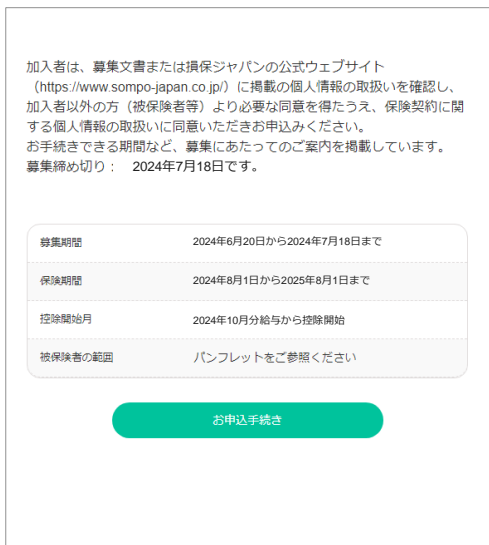 加入者は、募集文書または損保ジャパンの公式ウェブサイト
（https://www.sompo-japan.co.jp/）に掲載の個人情報の取扱いを確認し、
加入者以外の方（被保険者等）より必要な同意を得たうえ、保険契約に関
する個人情報の取扱いに同意いただきお申込みください。
お手続きできる期間など、募集にあたってのご案内を掲載しています。
募集締め切り： 2024年7月18日です。
募集期間 2024年6月20日から2024年7月18日まで
保険期間 2024年8月1日から2025年8月1日まで
控除開始月 2024年10月分給与から控除開始
被保険者の範囲 パンフレットをご参照ください
お申込手続き